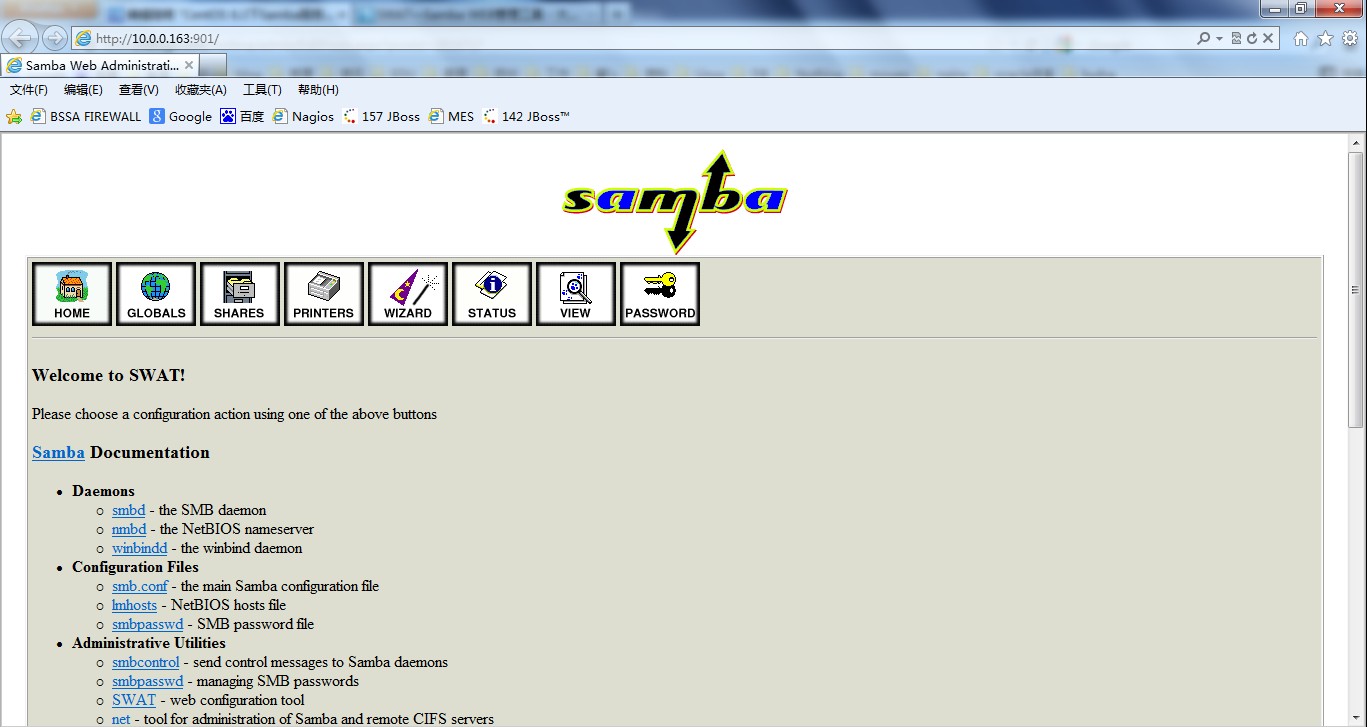 http://10.0.0.163:901/
Samba Web Administrati...
文件(F) 编辑(E) 查看(V) 收藏夹(A) 工具(T) 帮助(H)
BSSA FIREWALL Google 百度 Nagios 157 JBoss MES 142 JBoss™
samba
HOME GLOBALS SHARES PRINTERS WIZARD STATUS VIEW PASSWORD
Welcome to SWAT!
Please choose a configuration action using one of the above buttons
Samba Documentation
Daemons
smbd - the SMB daemon
nmbd - the NetBIOS nameserver
winbindd - the winbind daemon
Configuration Files
smb.conf - the main Samba configuration file
lmhosts - NetBIOS hosts file
smbpasswd - SMB password file
Administrative Utilities
smbcontrol - send control messages to Samba daemons
smbpasswd - managing SMB passwords
SWAT - web configuration tool
net - tool for administration of Samba and remote CIFS servers